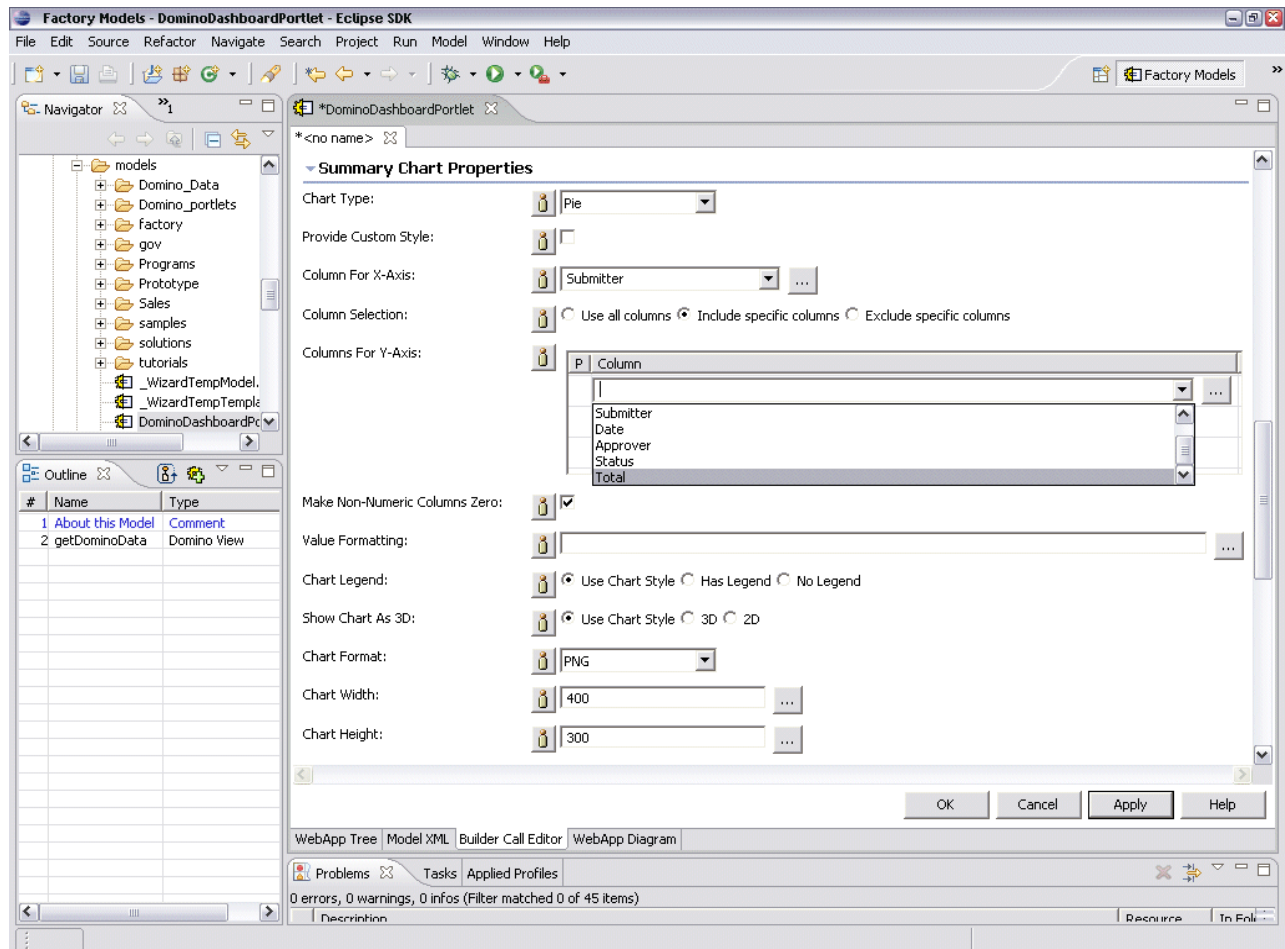 Factory Models - DominoDashboardPortlet - Eclipse SDK
File Edit Source Refactor Navigate Search Project Run Model Window Help
Factory Models
Navigator
1
models
Domino_Data
Domino_portlets
factory
gov
Programs
Prototype
Sales
samples
solutions
tutorials
_WizardTempModel.
_WizardTempTempla
DominoDashboardPo
Outline
# Name Type
1 About this Model Comment
2 getDominoData Domino View
*DominoDashboardPortlet
*<no name>
Summary Chart Properties
Chart Type: Pie
Provide Custom Style:
Column For X-Axis: Submitter ...
Column Selection: Use all columns Include specific columns Exclude specific columns
Columns For Y-Axis:
P Column
...
Submitter
Date
Approver
Status
Total
Make Non-Numeric Columns Zero:
Value Formatting: ...
Chart Legend: Use Chart Style Has Legend No Legend
Show Chart As 3D: Use Chart Style 3D 2D
Chart Format: PNG
Chart Width: 400 ...
Chart Height: 300 ...
OK Cancel Apply Help
WebApp Tree Model XML Builder Call Editor WebApp Diagram
Problems Tasks Applied Profiles
0 errors, 0 warnings, 0 infos (Filter matched 0 of 45 items)
Description Resource In Fol